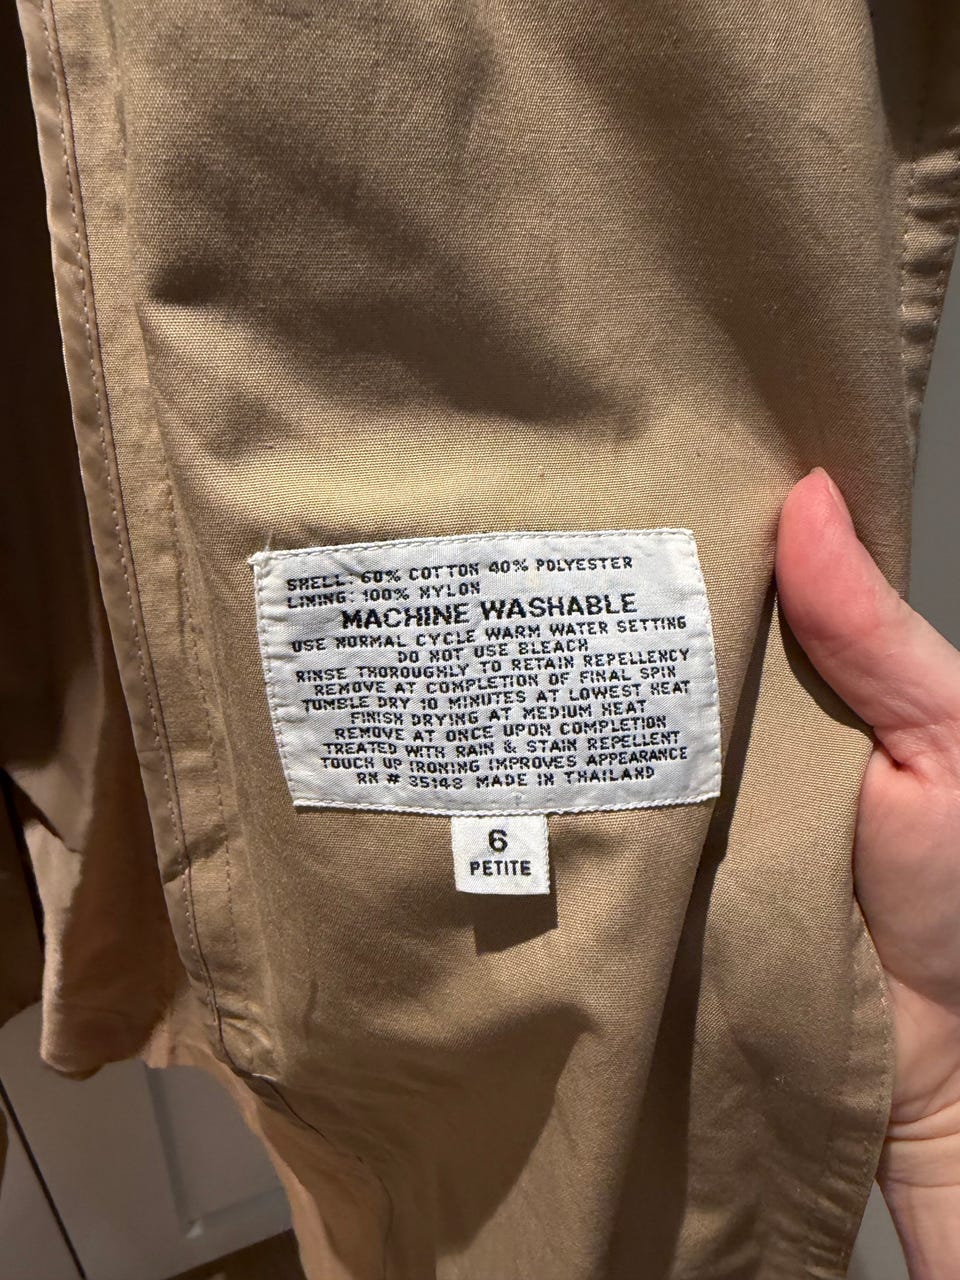 SHELL: 60% COTTON 40% POLYESTER
LINING: 100% NYLON
MACHINE WASHABLE
USE NORMAL CYCLE WARM WATER SETTING
DO NOT USE BLEACH
RINSE THOROUGHLY TO RETAIN REPELLENCY
REMOVE AT COMPLETION OF FINAL SPIN
TUMBLE DRY 10 MINUTES AT LOWEST HEAT
FINISH DRYING AT MEDIUM HEAT
REMOVE AT ONCE UPON COMPLETION
TREATED WITH RAIN & STAIN REPELLENT
TOUCH UP IRONING IMPROVES APPEARANCE
RN # 35148 MADE IN THAILAND
6
PETITE